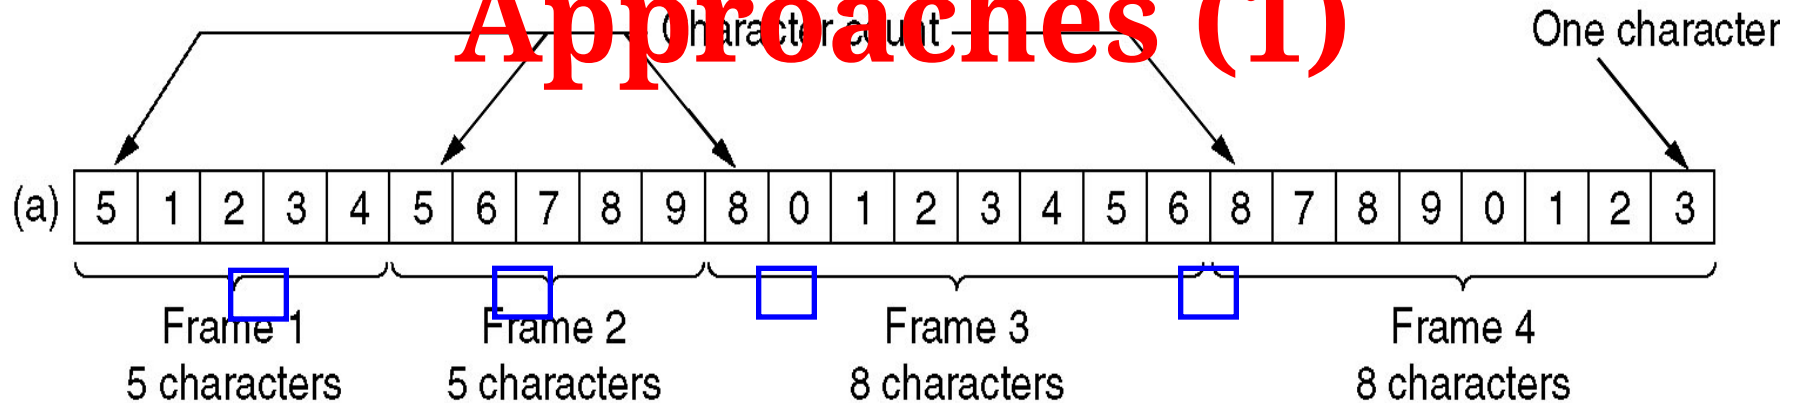 Approaches (1)
Character count
One character
(a) 5 1 2 3 4 5 6 7 8 9 8 0 1 2 3 4 5 6 8 7 8 9 0 1 2 3
Frame 1 Frame 2 Frame 3 Frame 4
5 characters 5 characters 8 characters 8 characters